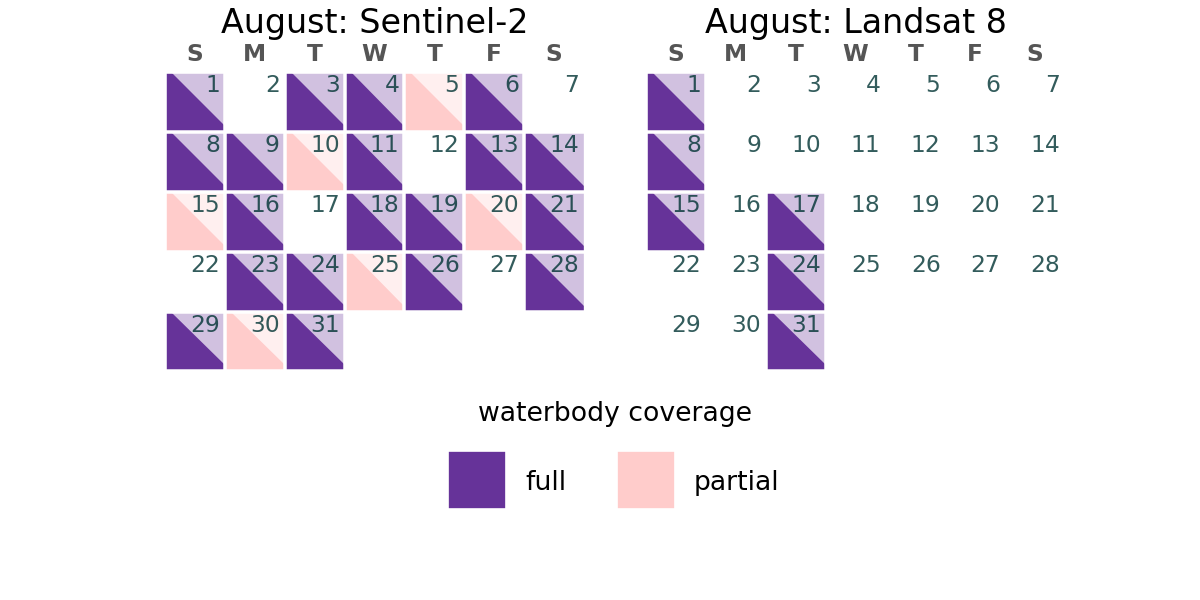 August: Sentinel-2
S M T W T F S
1 2 3 4 5 6 7
8 9 10 11 12 13 14
15 16 17 18 19 20 21
22 23 24 25 26 27 28
29 30 31
August: Landsat 8
S M T W T F S
1 2 3 4 5 6 7
8 9 10 11 12 13 14
15 16 17 18 19 20 21
22 23 24 25 26 27 28
29 30 31
waterbody coverage
full partial